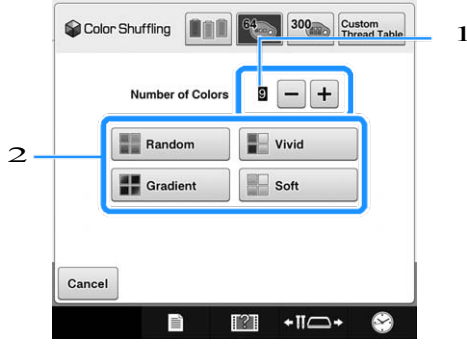 Color Shuffling 64 300 Custom
Thread Table
1
Number of Colors 9 − +
2
Random Vivid
Gradient Soft
Cancel